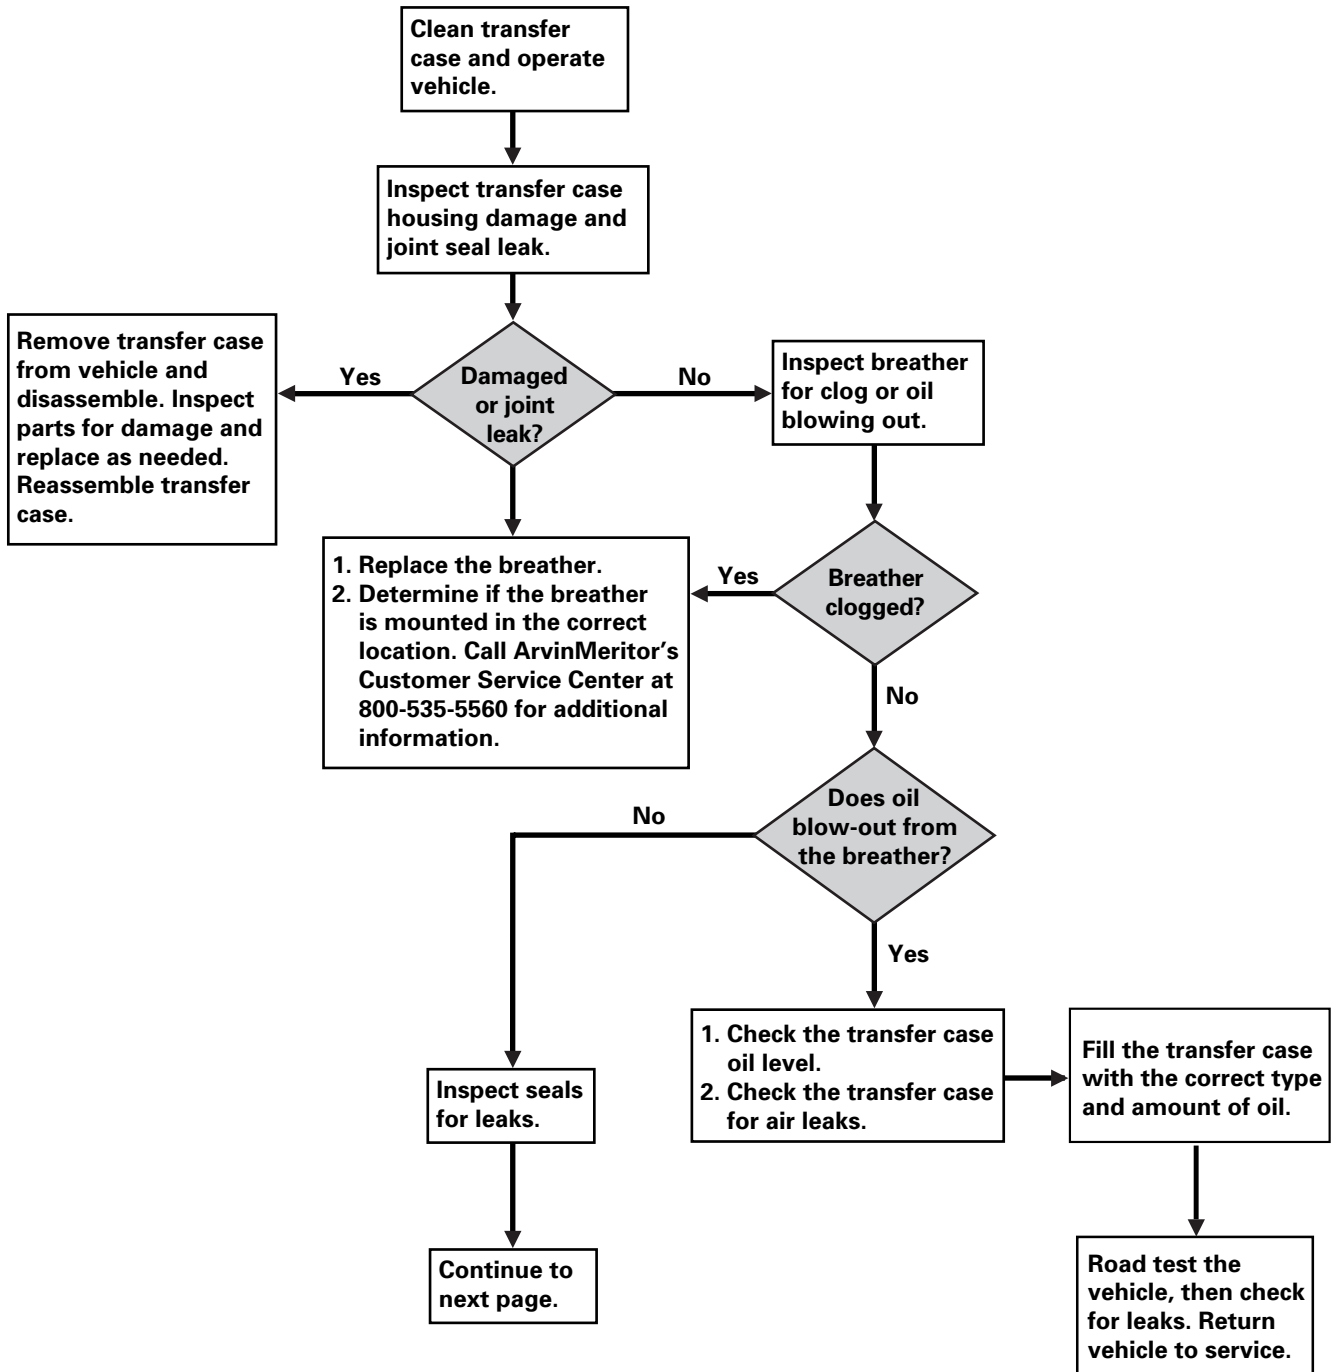 Clean transfer
case and operate
vehicle.
Inspect transfer case
housing damage and
joint seal leak.
Remove transfer case
from vehicle and
disassemble. Inspect
parts for damage and
replace as needed.
Reassemble transfer
case.
Yes
Damaged
or joint
leak?
No
Inspect breather
for clog or oil
blowing out.
1. Replace the breather.
2. Determine if the breather
is mounted in the correct
location. Call ArvinMeritor’s
Customer Service Center at
800-535-5560 for additional
information.
Yes
Breather
clogged?
No
Does oil
blow-out from
the breather?
No
Yes
Inspect seals
for leaks.
1. Check the transfer case
oil level.
2. Check the transfer case
for air leaks.
Fill the transfer case
with the correct type
and amount of oil.
Continue to
next page.
Road test the
vehicle, then check
for leaks. Return
vehicle to service.